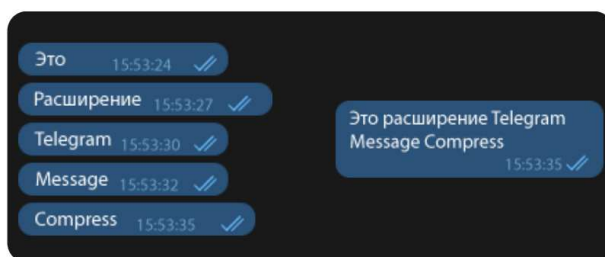 Это 15:53:24
Расширение 15:53:27
Telegram 15:53:30
Message 15:53:32
Compress 15:53:35
Это расширение Telegram
Message Compress
15:53:35